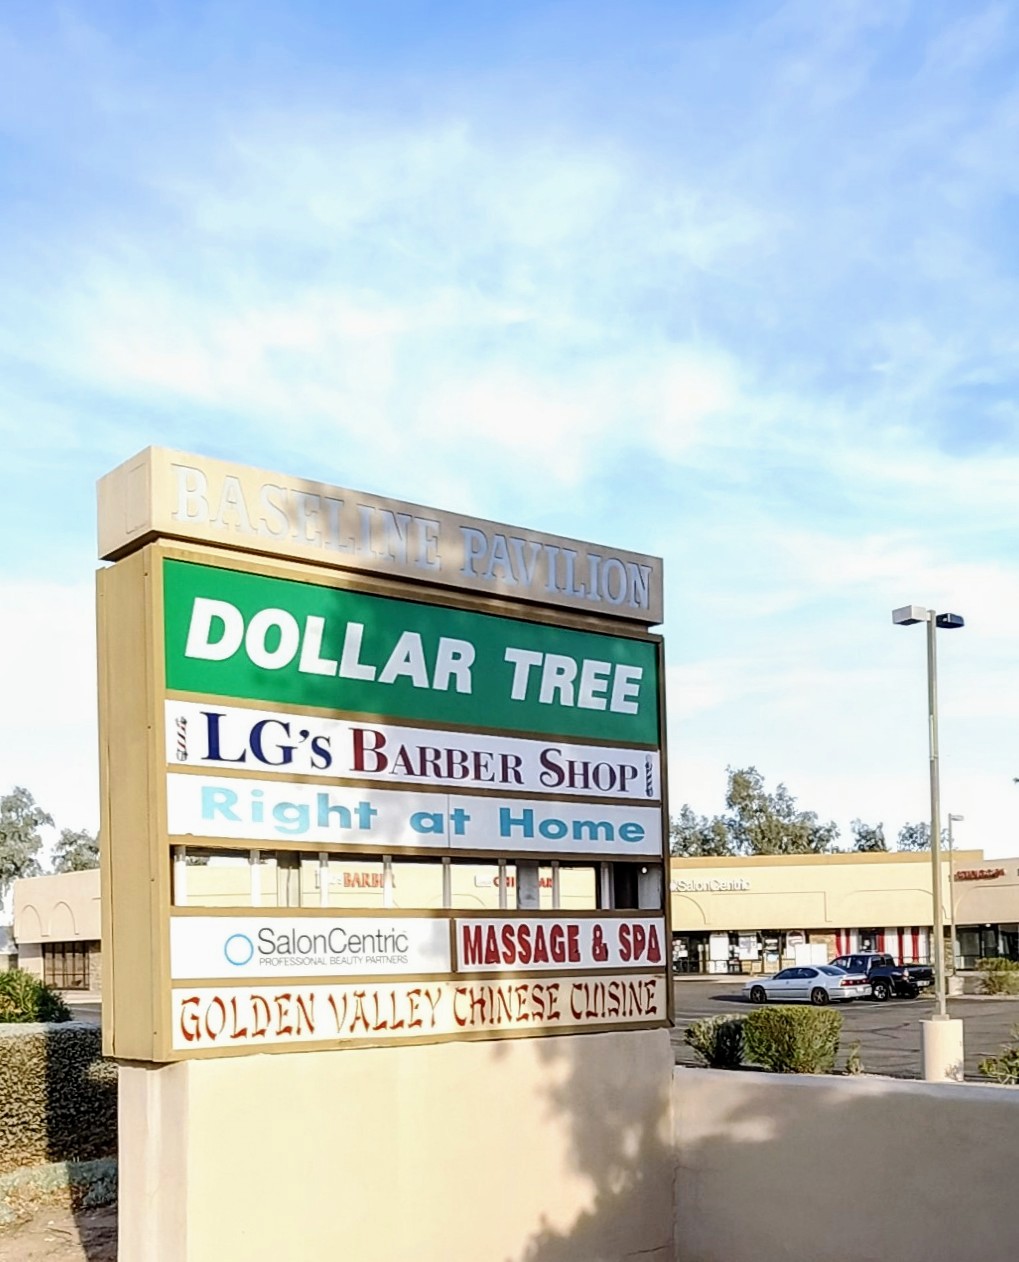 BASELINE PAVILION
DOLLAR TREE
LG's BARBER SHOP
Right at Home
BARBER
SalonCentric
SalonCentric
PROFESSIONAL BEAUTY PARTNERS
MASSAGE & SPA
GOLDEN VALLEY CHINESE CUISINE